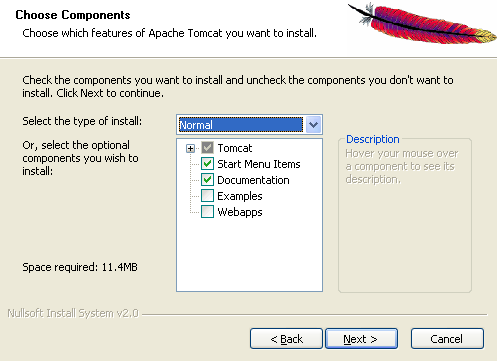 Choose Components
Choose which features of Apache Tomcat you want to install.
Check the components you want to install and uncheck the components you don't want to
install. Click Next to continue.
Select the type of install:
Normal
Or, select the optional
components you wish to
install:
Tomcat
Start Menu Items
Documentation
Examples
Webapps
Description
Hover your mouse over
a component to see its
description.
Space required: 11.4MB
Nullsoft Install System v2.0
< Back
Next >
Cancel